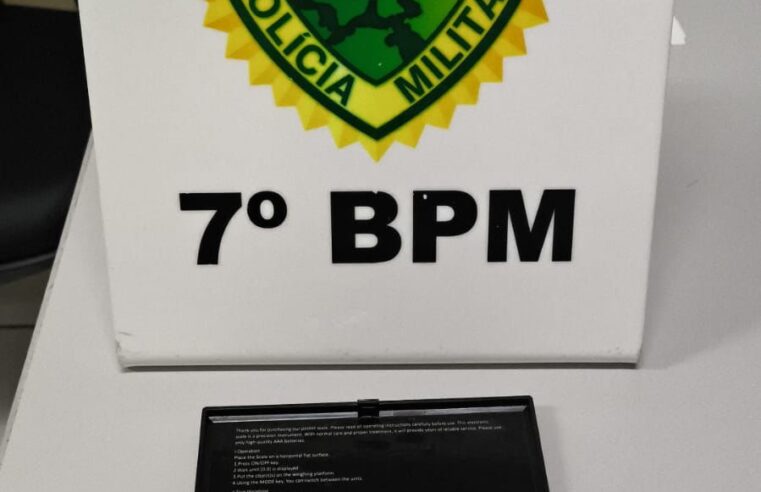 POLÍCIA MILITA
7º BPM
Thank you for purchasing our pocket scale. Please read all operating instructions carefully before use. This electronic
scale is a precision instrument. With normal care and proper treatment, it will provide years of reliable service. Please use
only high quality AAA batteries.
Operation
Place the Scale on a horizontal flat surface.
1.Press ON/OFF key.
2.Wait until [0.0] is displayed
3.Put the object(s) on the weighing platform.
4.Using the MODE key. You can switch between the units.